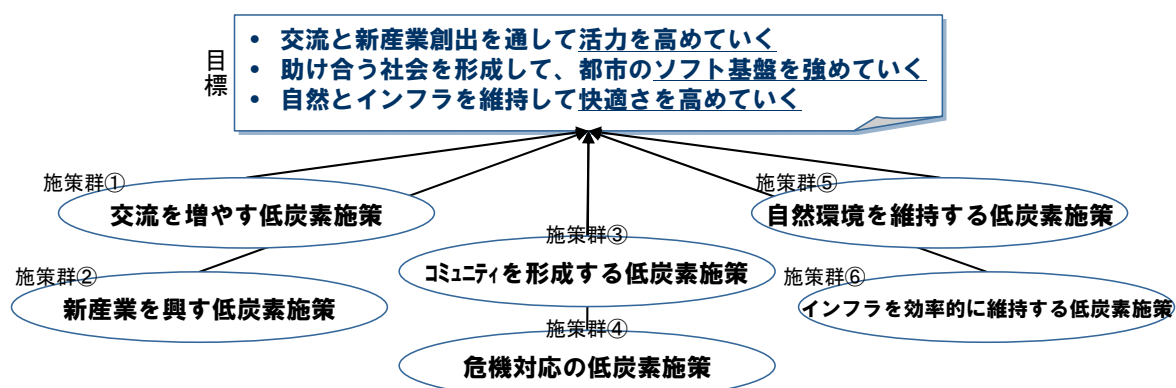 目標
• 交流と新産業創出を通して活力を高めていく
• 助け合う社会を形成して、都市のソフト基盤を強めていく
• 自然とインフラを維持して快適さを高めていく
施策群①
交流を増やす低炭素施策
施策群②
新産業を興す低炭素施策
施策群③
コミュニティを形成する低炭素施策
施策群④
危機対応の低炭素施策
施策群⑤
自然環境を維持する低炭素施策
施策群⑥
インフラを効率的に維持する低炭素施策